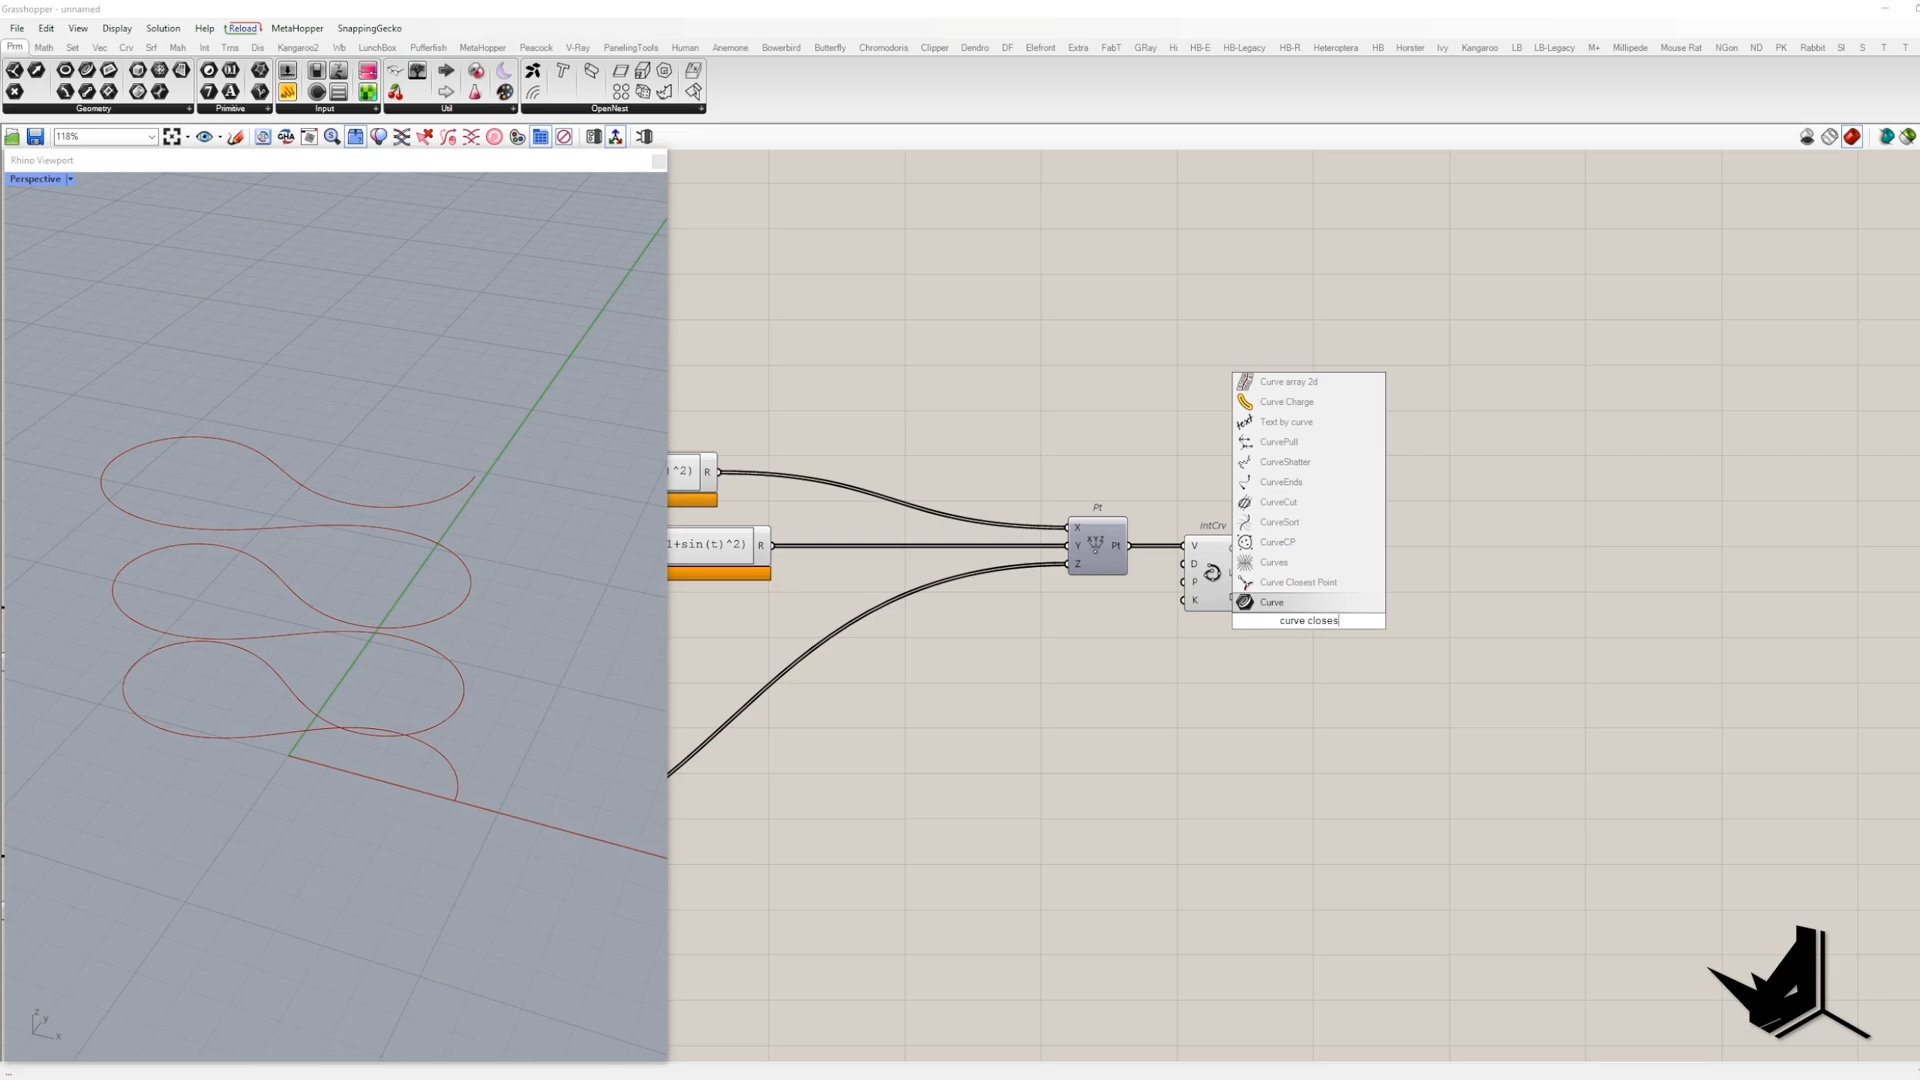 Grasshopper - unnamed
File Edit View Display Solution Help Reload MetaHopper SnappingGecko
Prm Math Set Vec Crv Srf Msh Int Trns Dis Kangaroo2 Wb LunchBox Pufferfish MetaHopper Peacock V-Ray PanelingTools Human Anemone Bowerbird Butterfly Chromodoris Clipper Dendro DF Elefront Extra FabT GRay Hi HB-E HB-Legacy HB-R Heteroptera HB Horster Ivy Kangaroo LB LB-Legacy M+ Millipede Mouse Rat NGon ND PK Rabbit SI S T T
Geometry Primitive Input Util OpenNest
118%
GHA
Rhino Viewport
Perspective
Curve array 2d
Curve Charge
Text by curve
CurvePull
CurveShatter
CurveEnds
CurveCut
CurveSort
CurveCP
Curves
Curve Closest Point
Curve
curve closes
)^2) R
1+sin(t)^2) R
Pt
X
Y
Z
XYZ
Pt
IntCrv
V
D
P
K
z
y
x
...